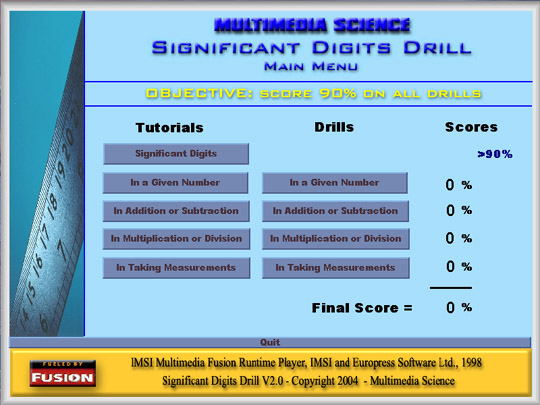 MULTIMEDIA SCIENCE
SIGNIFICANT DIGITS DRILL
MAIN MENU
OBJECTIVE: SCORE 90% ON ALL DRILLS
Tutorials Drills Scores
Significant Digits >90%
In a Given Number In a Given Number 0 %
In Addition or Subtraction In Addition or Subtraction 0 %
In Multiplication or Division In Multiplication or Division 0 %
In Taking Measurements In Taking Measurements 0 %
Final Score = 0 %
Quit
FUELED BY
FUSION
IMSI Multimedia Fusion Runtime Player, IMSI and Europress Software Ltd., 1998
Significant Digits Drill V2.0 - Copyright 2004 - Multimedia Science
20
19
18
17
16
15
14
7
6